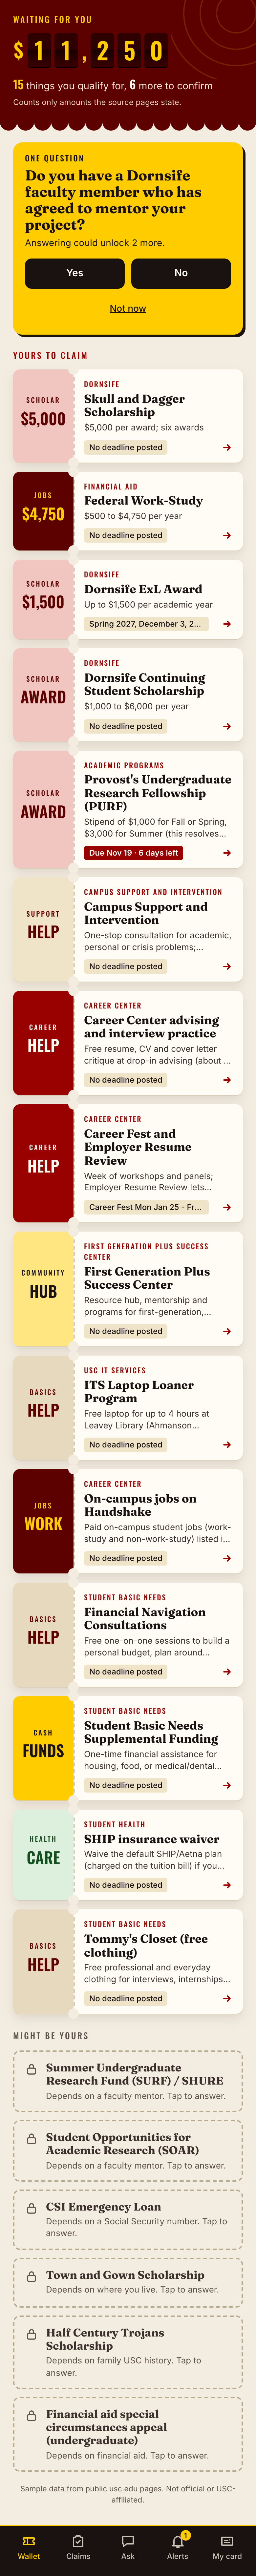 WAITING FOR YOU
$11,250
15 things you qualify for, 6 more to confirm
Counts only amounts the source pages state.
ONE QUESTION
Do you have a Dornsife
faculty member who has
agreed to mentor your
project?
Answering could unlock 2 more.
Yes
No
Not now
YOURS TO CLAIM
SCHOLAR
$5,000
DORNSIFE
Skull and Dagger
Scholarship
$5,000 per award; six awards
No deadline posted
JOBS
$4,750
FINANCIAL AID
Federal Work-Study
$500 to $4,750 per year
No deadline posted
SCHOLAR
$1,500
DORNSIFE
Dornsife ExL Award
Up to $1,500 per academic year
Spring 2027, December 3, 2...
SCHOLAR
AWARD
DORNSIFE
Dornsife Continuing
Student Scholarship
$1,000 to $6,000 per year
No deadline posted
SCHOLAR
AWARD
ACADEMIC PROGRAMS
Provost's Undergraduate
Research Fellowship
(PURF)
Stipend of $1,000 for Fall or Spring,
$3,000 for Summer (this resolves...
Due Nov 19 · 6 days left
SUPPORT
HELP
CAMPUS SUPPORT AND INTERVENTION
Campus Support and
Intervention
One-stop consultation for academic,
personal or crisis problems;...
No deadline posted
CAREER
HELP
CAREER CENTER
Career Center advising
and interview practice
Free resume, CV and cover letter
critique at drop-in advising (about ...
No deadline posted
CAREER
HELP
CAREER CENTER
Career Fest and
Employer Resume
Review
Week of workshops and panels;
Employer Resume Review lets...
Career Fest Mon Jan 25 - Fr...
COMMUNITY
HUB
FIRST GENERATION PLUS SUCCESS
CENTER
First Generation Plus
Success Center
Resource hub, mentorship and
programs for first-generation,...
No deadline posted
BASICS
HELP
USC IT SERVICES
ITS Laptop Loaner
Program
Free laptop for up to 4 hours at
Leavey Library (Ahmanson...
No deadline posted
JOBS
WORK
CAREER CENTER
On-campus jobs on
Handshake
Paid on-campus student jobs (work-
study and non-work-study) listed i...
No deadline posted
BASICS
HELP
STUDENT BASIC NEEDS
Financial Navigation
Consultations
Free one-on-one sessions to build a
personal budget, plan around...
No deadline posted
CASH
FUNDS
STUDENT BASIC NEEDS
Student Basic Needs
Supplemental Funding
One-time financial assistance for
housing, food, or medical/dental...
No deadline posted
HEALTH
CARE
STUDENT HEALTH
SHIP insurance waiver
Waive the default SHIP/Aetna plan
(charged on the tuition bill) if you...
No deadline posted
BASICS
HELP
STUDENT BASIC NEEDS
Tommy's Closet (free
clothing)
Free professional and everyday
clothing for interviews, internships...
No deadline posted
MIGHT BE YOURS
Summer Undergraduate
Research Fund (SURF) / SHURE
Depends on a faculty mentor. Tap to answer.
Student Opportunities for
Academic Research (SOAR)
Depends on a faculty mentor. Tap to answer.
CSI Emergency Loan
Depends on a Social Security number. Tap to
answer.
Town and Gown Scholarship
Depends on where you live. Tap to answer.
Half Century Trojans
Scholarship
Depends on family USC history. Tap to
answer.
Financial aid special
circumstances appeal
(undergraduate)
Depends on financial aid. Tap to answer.
Sample data from public usc.edu pages. Not official or USC-
affiliated.
1
Wallet
Claims
Ask
Alerts
My card